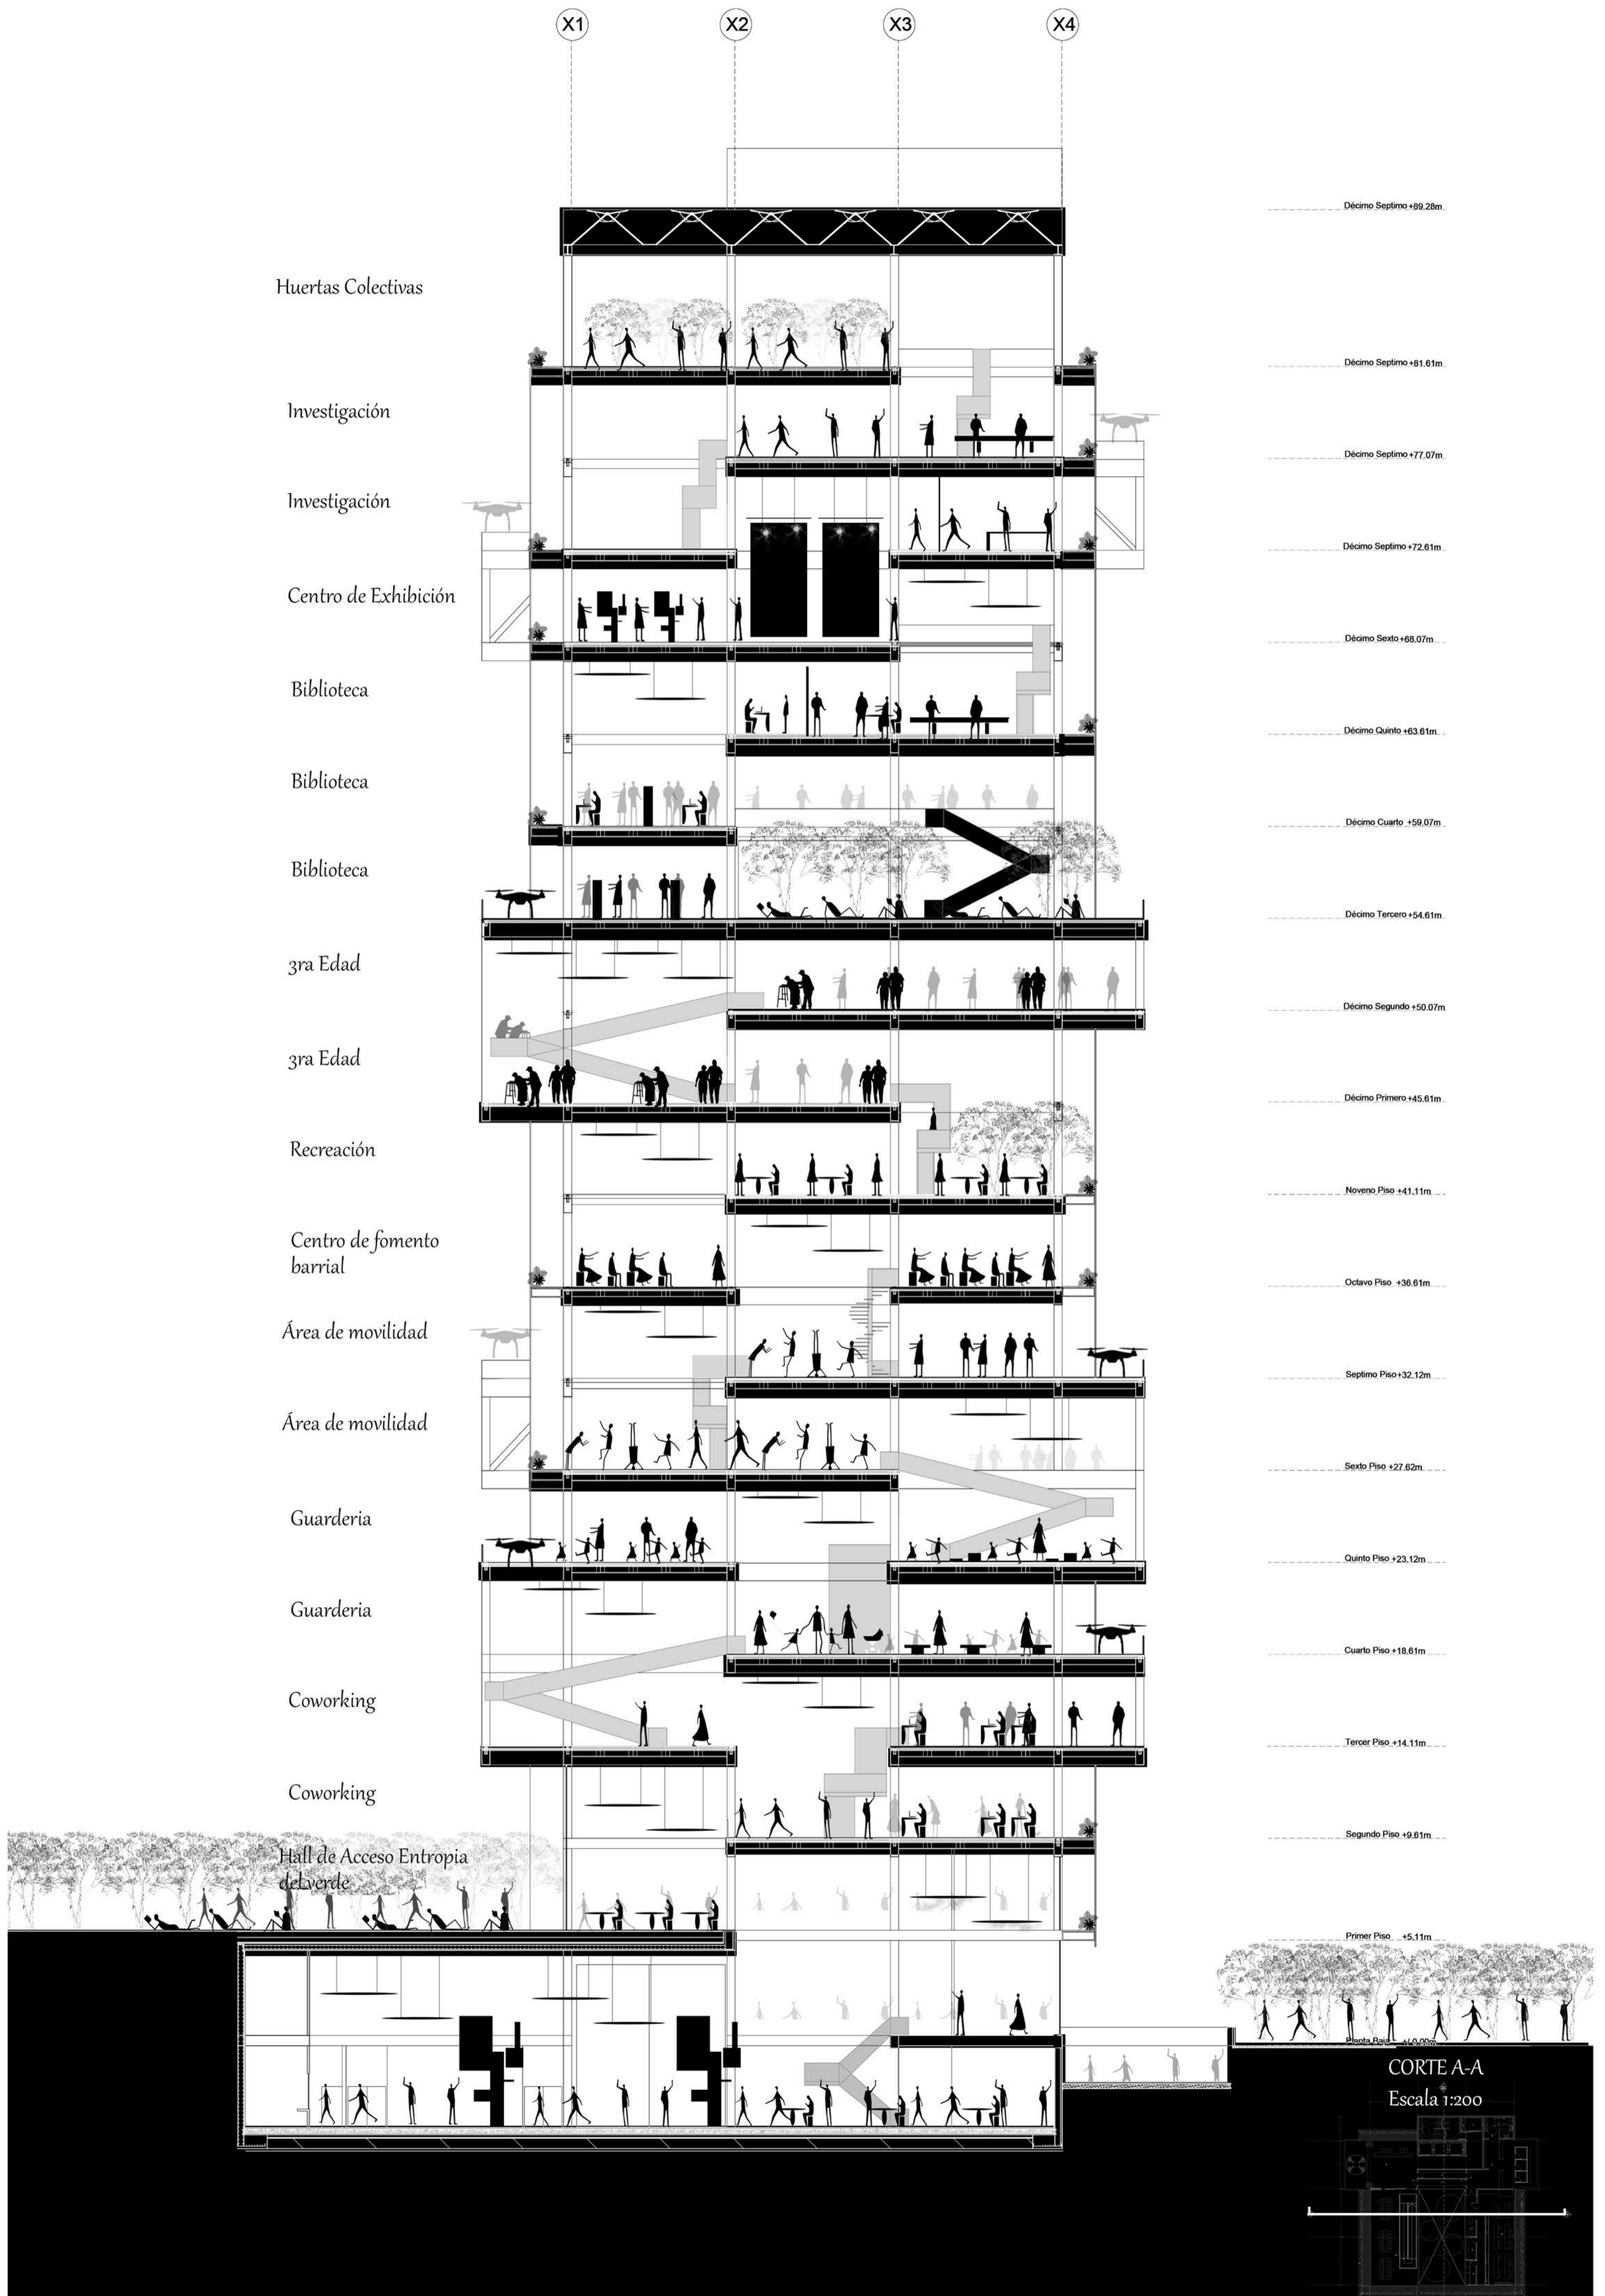 X1 X2 X3 X4
Décimo Septimo +89.28m
Huertas Colectivas
Décimo Septimo +81.61m
Investigación
Décimo Septimo +77.07m
Investigación
Décimo Septimo +72.61m
Centro de Exhibición
Décimo Sexto +68.07m
Biblioteca
Décimo Quinto +63.61m
Biblioteca
Décimo Cuarto +59.07m
Biblioteca
Décimo Tercero +54.61m
3ra Edad
Décimo Segundo +50.07m
3ra Edad
Décimo Primero +45.61m
Recreación
Noveno Piso +41.11m
Centro de fomento
barrial
Octavo Piso +36.61m
Área de movilidad
Septimo Piso +32.12m
Área de movilidad
Sexto Piso +27.62m
Guarderia
Quinto Piso +23.12m
Guarderia
Cuarto Piso +18.61m
Coworking
Tercer Piso +14.11m
Coworking
Segundo Piso +9.61m
Hall de Acceso Entropia
del verde
Primer Piso +5.11m
Planta Baja +/-0.00m
CORTE A-A
Escala 1:200